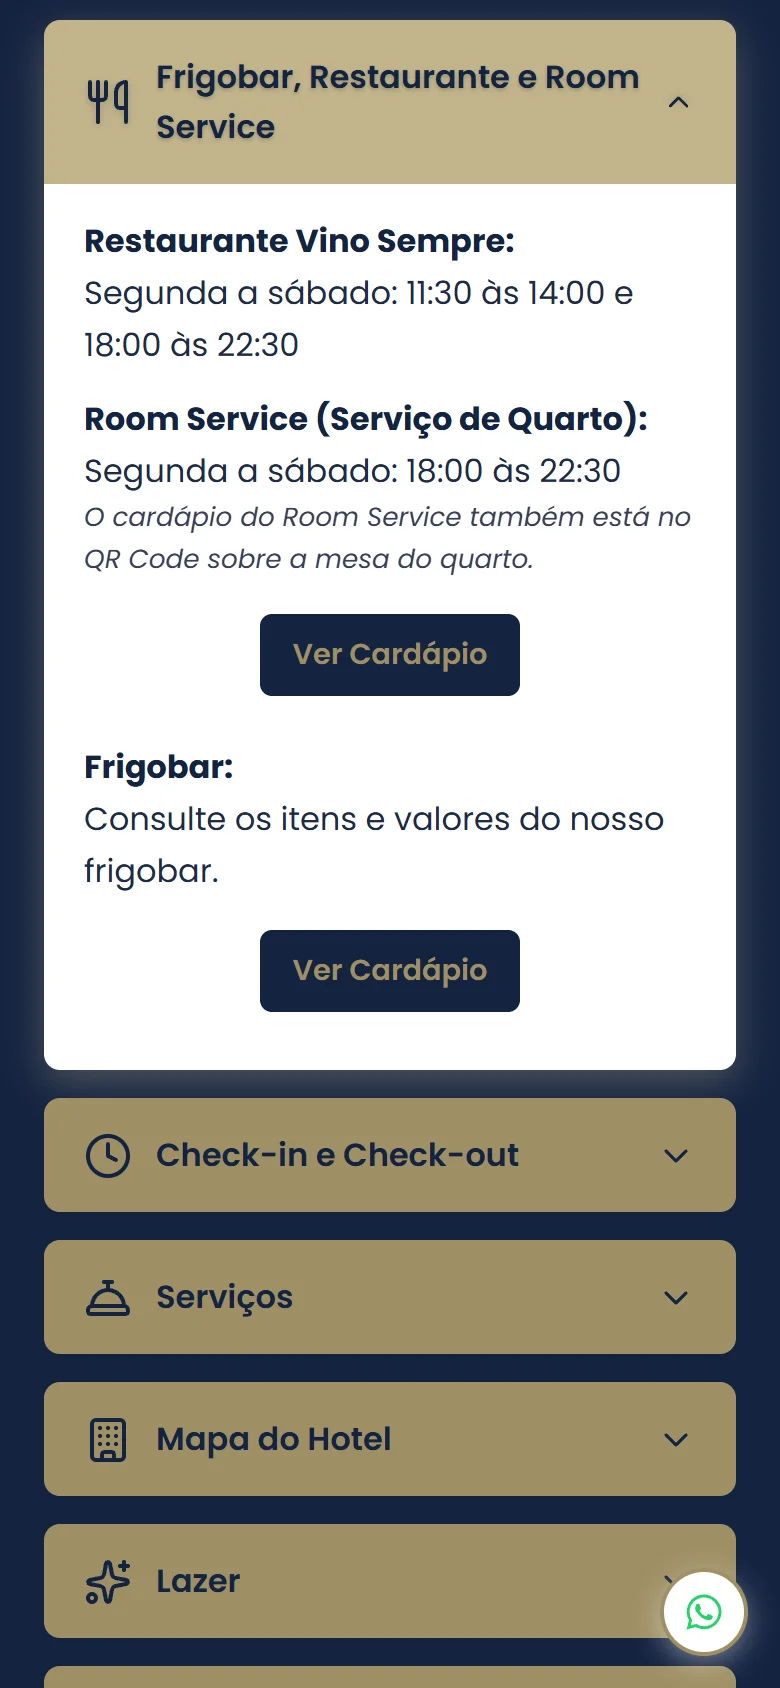 Frigobar, Restaurante e Room
Service
Restaurante Vino Sempre:
Segunda a sábado: 11:30 às 14:00 e
18:00 às 22:30
Room Service (Serviço de Quarto):
Segunda a sábado: 18:00 às 22:30
O cardápio do Room Service também está no
QR Code sobre a mesa do quarto.
Ver Cardápio
Frigobar:
Consulte os itens e valores do nosso
frigobar.
Ver Cardápio
Check-in e Check-out
Serviços
Mapa do Hotel
Lazer